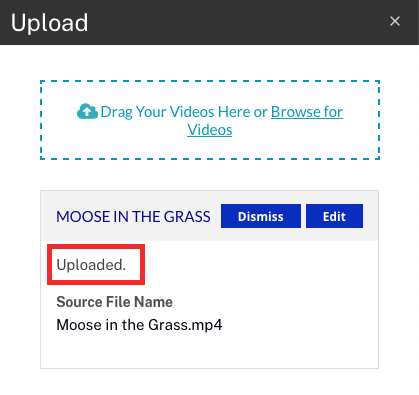 Upload
Drag Your Videos Here or Browse for
Videos
MOOSE IN THE GRASS Dismiss Edit
Uploaded.
Source File Name
Moose in the Grass.mp4